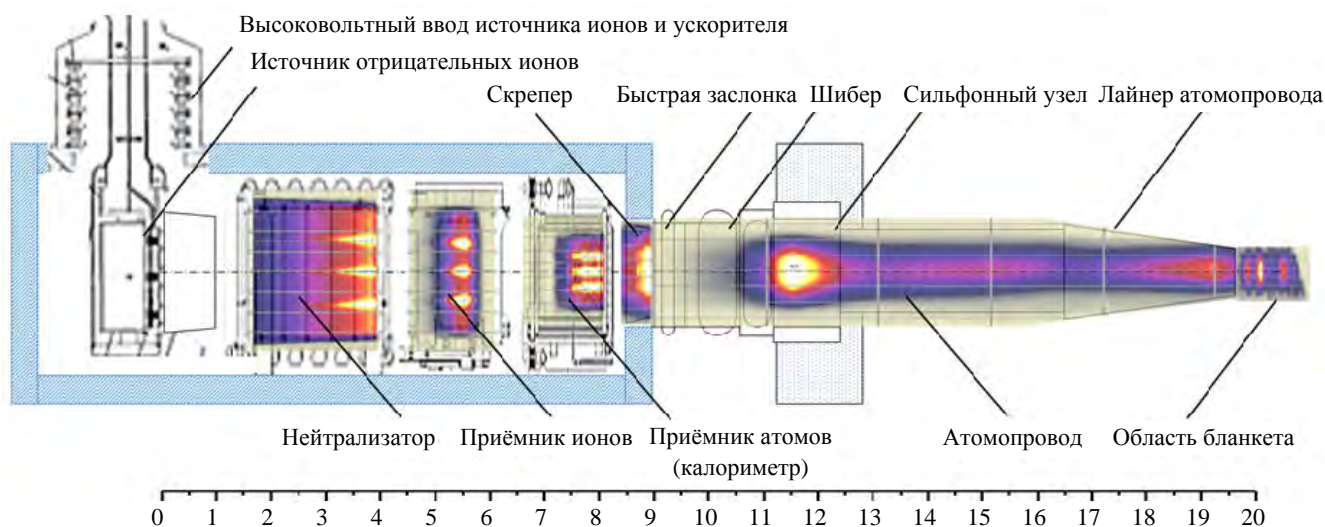 Высоковольтный ввод источника ионов и ускорителя
Источник отрицательных ионов
Скрепер
Быстрая заслонка
Шибер
Сильфонный узел
Лайнер атомопровода
Нейтрализатор
Приёмник ионов
Приёмник атомов
(калориметр)
Атомопровод
Область бланкета
0 1 2 3 4 5 6 7 8 9 10 11 12 13 14 15 16 17 18 19 20